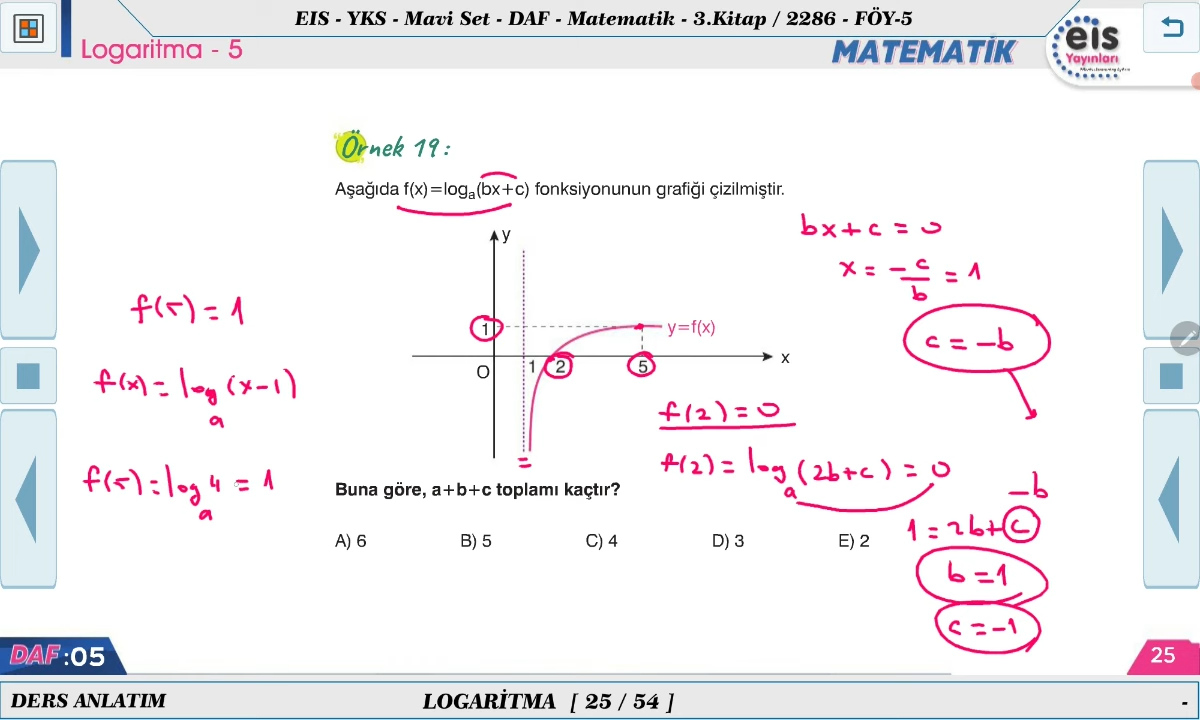 EIS - YKS - Mavi Set - DAF - Matematik - 3.Kitap / 2286 - FÖY-5
Logaritma - 5
MATEMATİK
eis
Yayınları
Örnek 19:
Aşağıda f(x)=logₐ(bx+c) fonksiyonunun grafiği çizilmiştir.
bx+c=0
x=-c/b=1
c=-b
f(5)=1
f(x)=logₐ(x-1)
f(5)=logₐ4=1
y
1
y=f(x)
O
1
2
5
x
f(2)=0
f(2)=logₐ(2b+c)=0
-b
1=2b+c
b=1
c=-1
Buna göre, a+b+c toplamı kaçtır?
A) 6 B) 5 C) 4 D) 3 E) 2
DAF:05
25
DERS ANLATIM
LOGARİTMA [ 25 / 54 ]
-